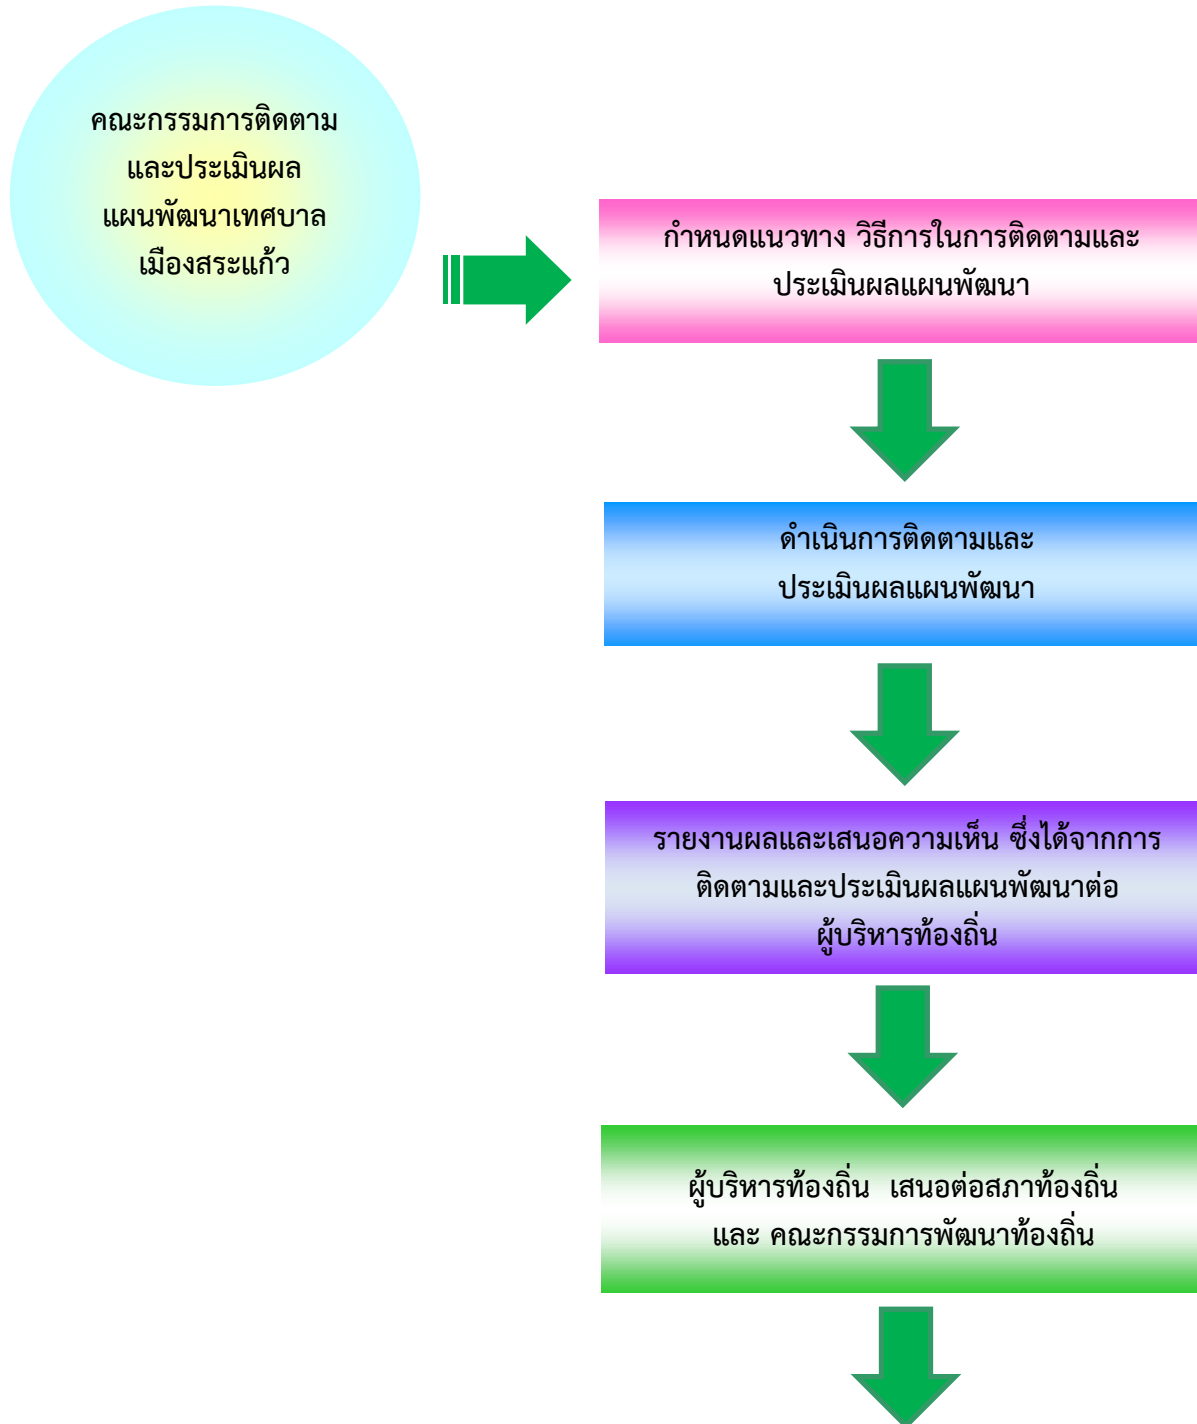 คณะกรรมการติดตาม
และประเมินผล
แผนพัฒนาเทศบาล
เมืองสระแก้ว
กำหนดแนวทาง วิธีการในการติดตามและ
ประเมินผลแผนพัฒนา
ดำเนินการติดตามและ
ประเมินผลแผนพัฒนา
รายงานผลและเสนอความเห็น ซึ่งได้จากการ
ติดตามและประเมินผลแผนพัฒนาต่อ
ผู้บริหารท้องถิ่น
ผู้บริหารท้องถิ่น เสนอต่อสภาท้องถิ่น
และ คณะกรรมการพัฒนาท้องถิ่น